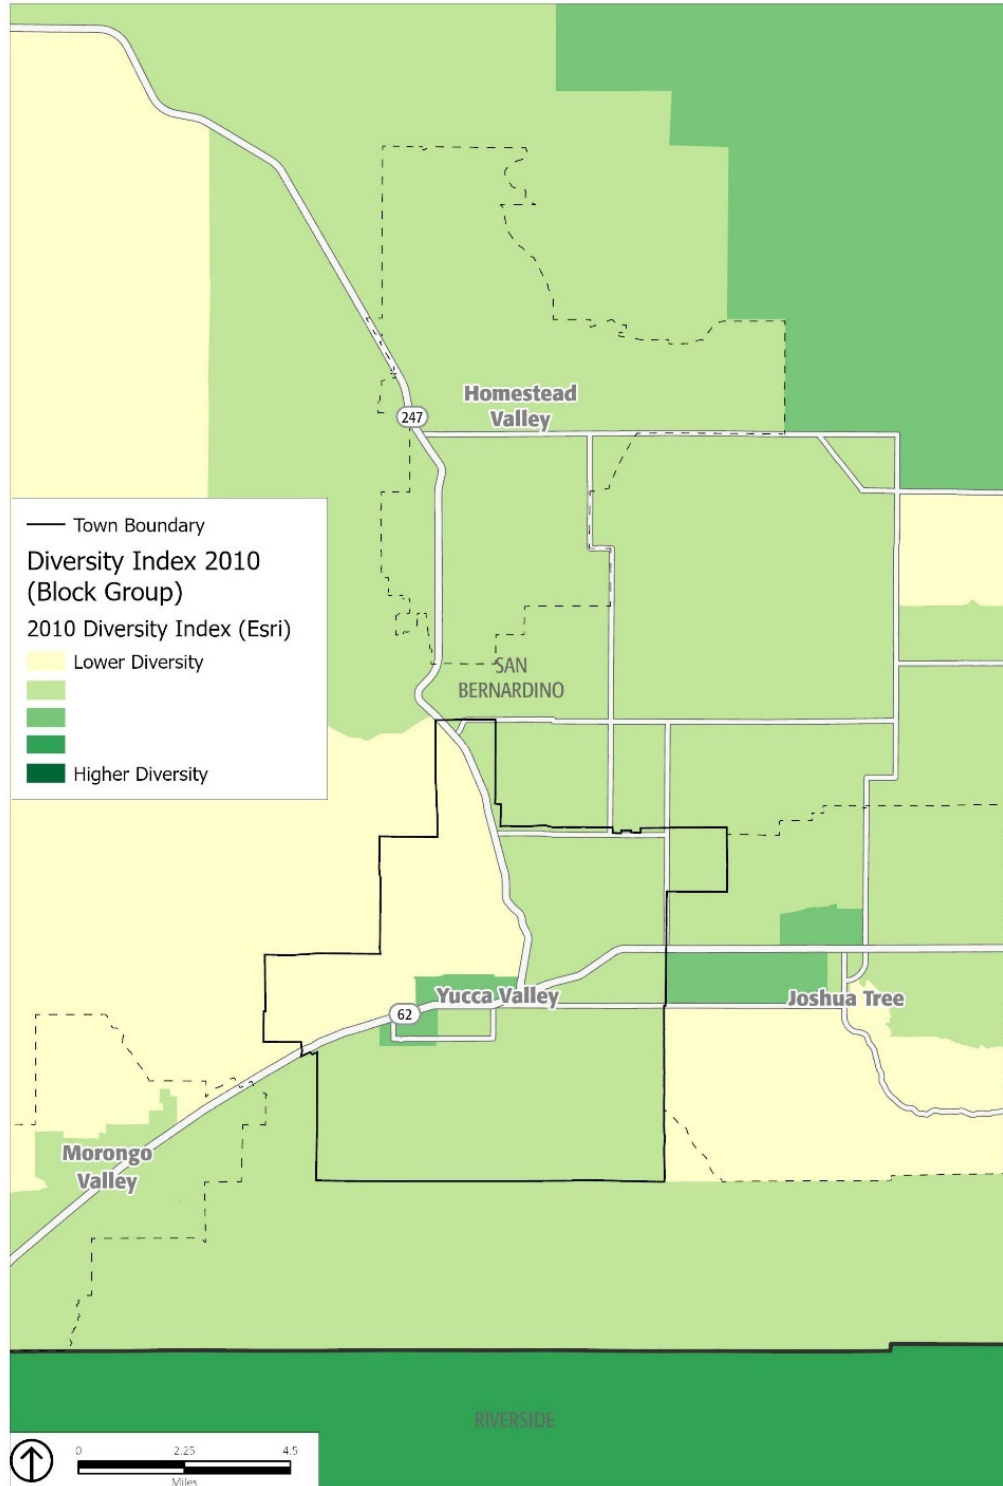 Homestead
Valley
247
Town Boundary
Diversity Index 2010
(Block Group)
2010 Diversity Index (Esri)
Lower Diversity
Higher Diversity
SAN
BERNARDINO
Yucca Valley
Joshua Tree
62
Morongo
Valley
RIVERSIDE
0 2.25 4.5
Miles